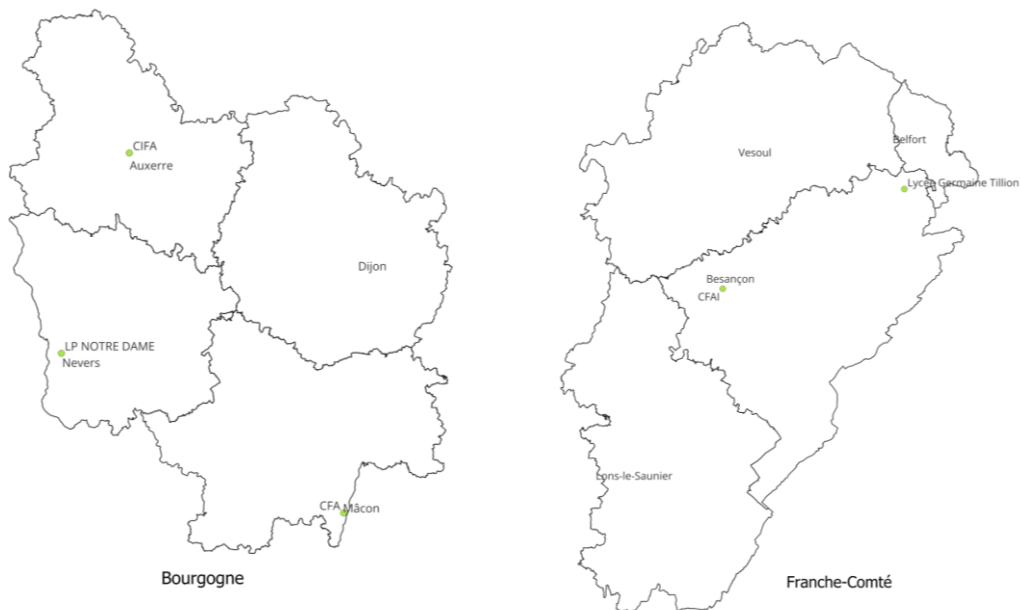 CIFA
Auxerre
Dijon
LP NOTRE DAME
Nevers
CFA Mâcon
Bourgogne
Belfort
Vesoul
Lycée Germaine Tillion
Besançon
CFAI
Lons-le-Saunier
Franche-Comté